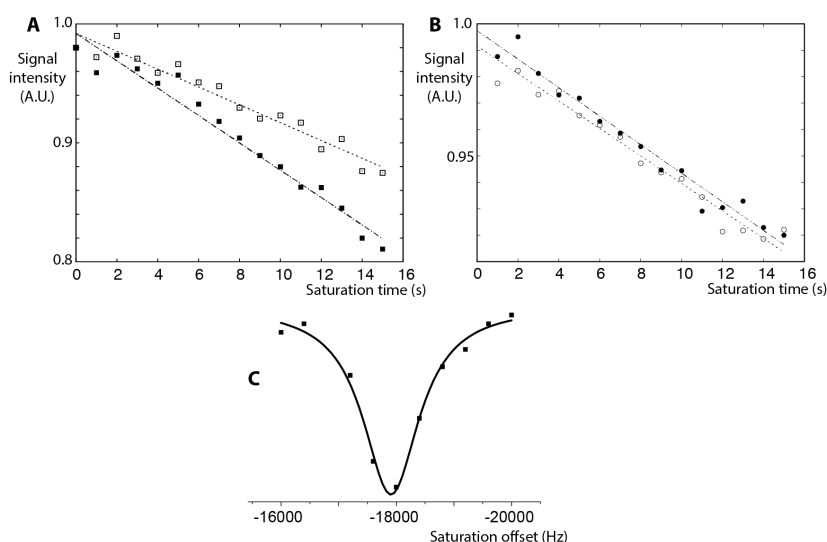 A
1.0
Signal
intensity
(A.U.)
0.9
0.8
0 2 4 6 8 10 12 14 16
Saturation time (s)
B
1.0
Signal
intensity
(A.U.)
0.95
0 2 4 6 8 10 12 14 16
Saturation time (s)
C
-16000 -18000 -20000
Saturation offset (Hz)